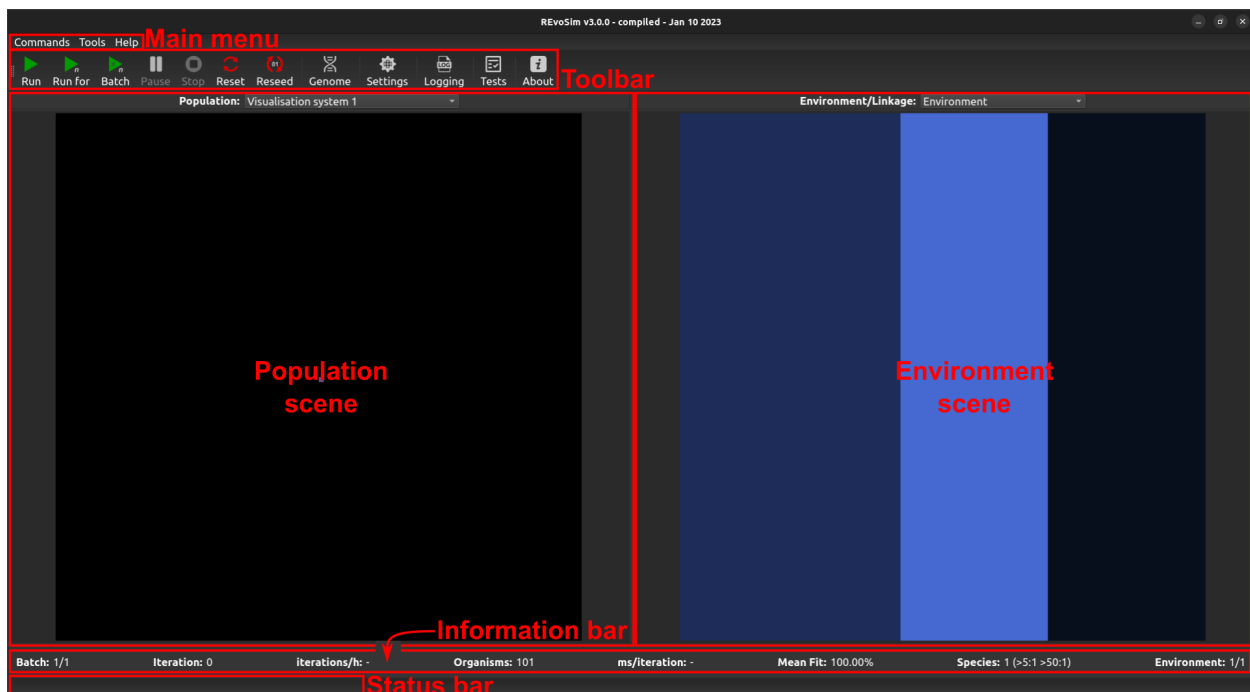 REvoSim v3.0.0 - compiled - Jan 10 2023
Commands Tools Help Main menu
Run Run for Batch Pause Stop Reset Reseed Genome Settings Logging Tests About Toolbar
Population: Visualisation system 1
Environment/Linkage: Environment
Population
scene
Environment
scene
Information bar
Batch: 1/1 Iteration: 0 iterations/h: - Organisms: 101 ms/iteration: - Mean Fit: 100.00% Species: 1 (>5:1 >50:1) Environment: 1/1
Status bar